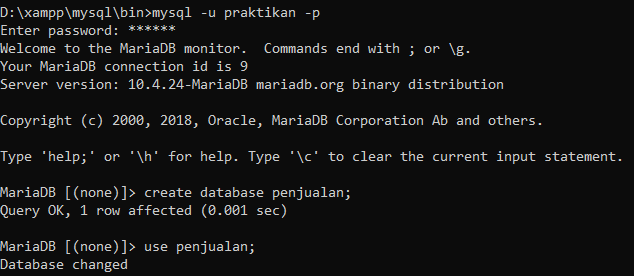 D:\xampp\mysql\bin>mysql -u praktikan -p
Enter password: ******
Welcome to the MariaDB monitor.  Commands end with ; or \g.
Your MariaDB connection id is 9
Server version: 10.4.24-MariaDB mariadb.org binary distribution

Copyright (c) 2000, 2018, Oracle, MariaDB Corporation Ab and others.

Type 'help;' or '\h' for help. Type '\c' to clear the current input statement.

MariaDB [(none)]> create database penjualan;
Query OK, 1 row affected (0.001 sec)

MariaDB [(none)]> use penjualan;
Database changed